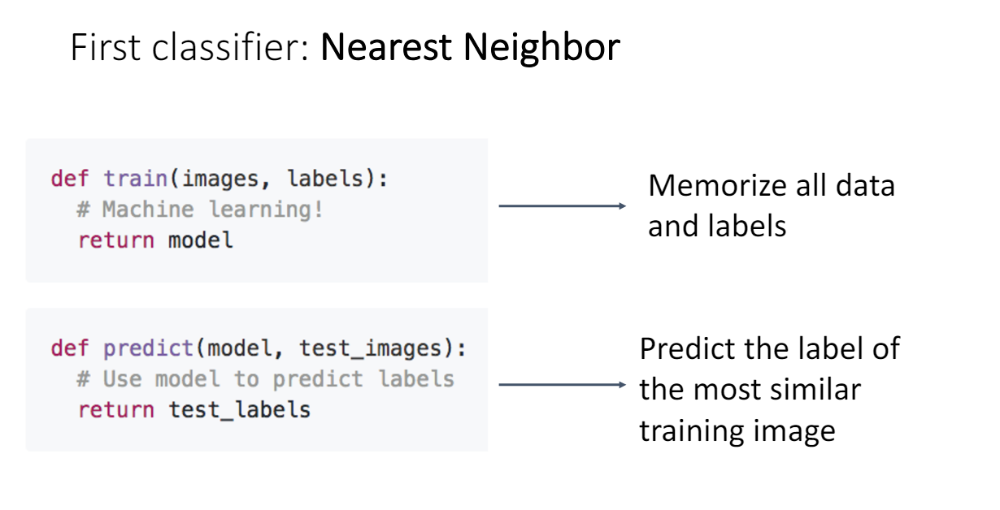 First classifier: Nearest Neighbor
def train(images, labels):
# Machine learning!
return model
Memorize all data
and labels
def predict(model, test_images):
# Use model to predict labels
return test_labels
Predict the label of
the most similar
training image